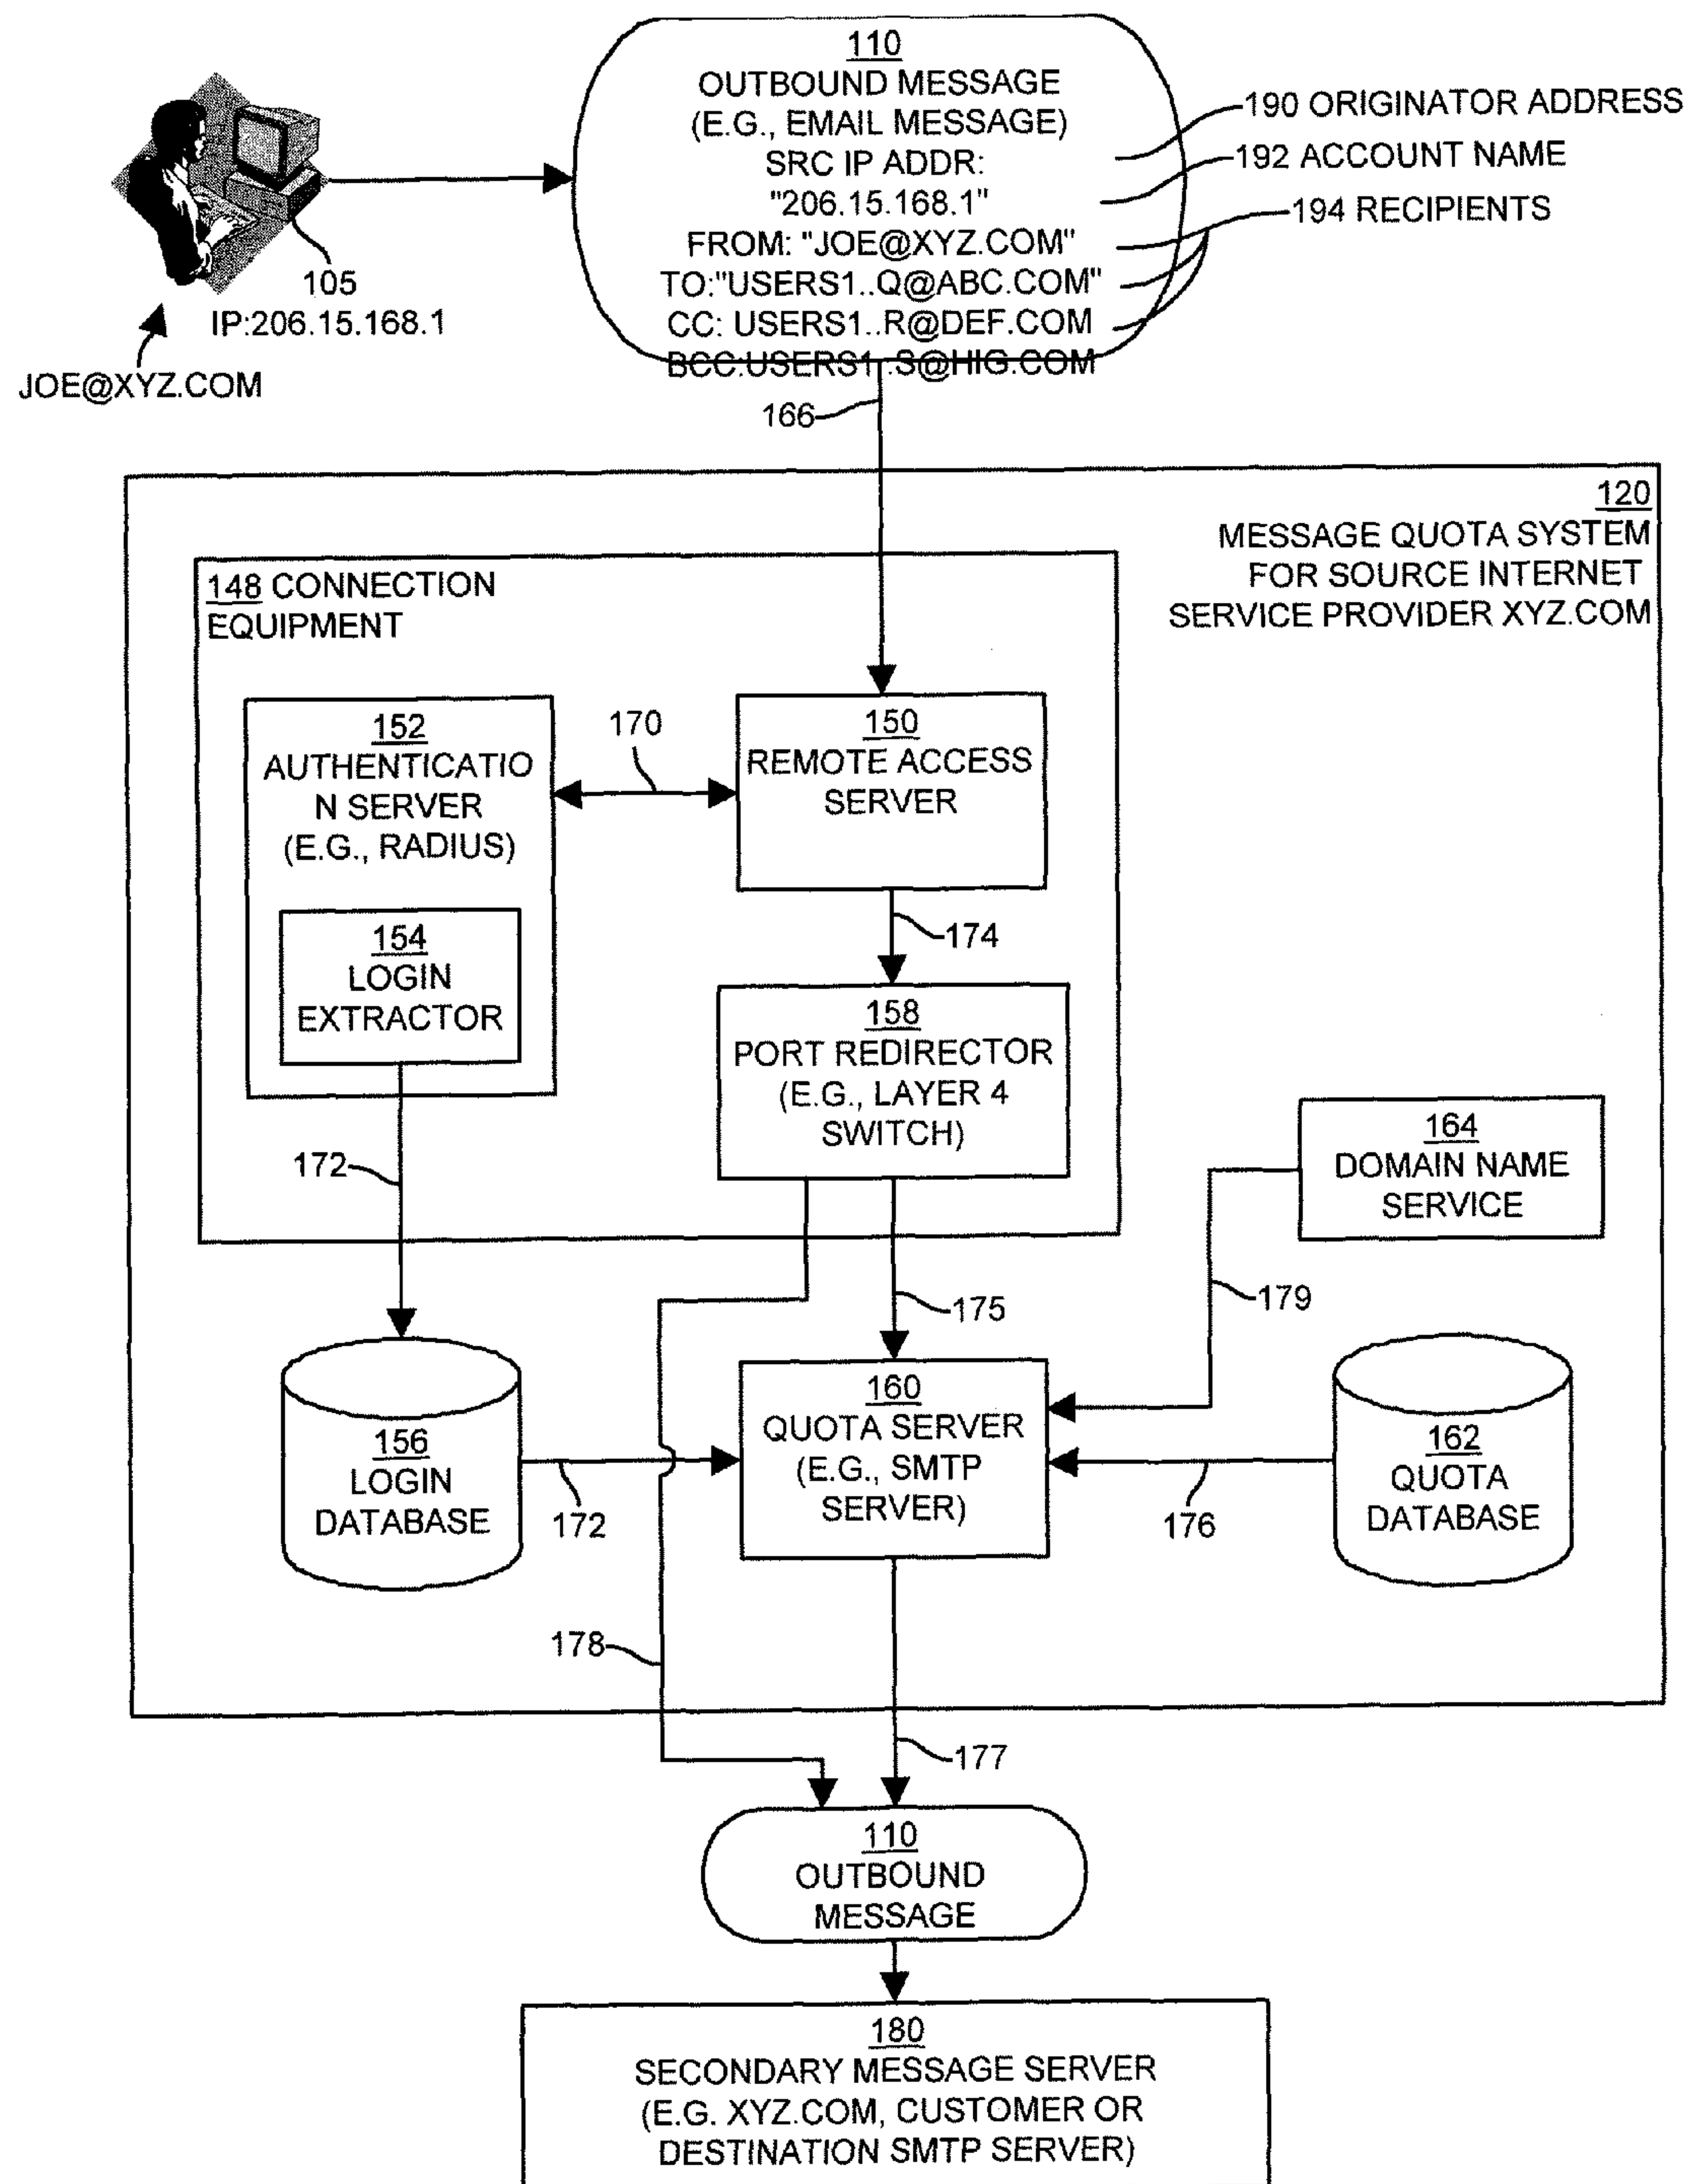 110
OUTBOUND MESSAGE
(E.G., EMAIL MESSAGE)
SRC IP ADDR:
"206.15.168.1"
FROM: "JOE@XYZ.COM"
TO:"USERS1..Q@ABC.COM"
CC: USERS1..R@DEF.COM
BCC:USERS1..S@HIG.COM
190 ORIGINATOR ADDRESS
192 ACCOUNT NAME
194 RECIPIENTS
105
IP:206.15.168.1
JOE@XYZ.COM
166
120
MESSAGE QUOTA SYSTEM
FOR SOURCE INTERNET
SERVICE PROVIDER XYZ.COM
148 CONNECTION
EQUIPMENT
152
AUTHENTICATIO
N SERVER
(E.G., RADIUS)
170
150
REMOTE ACCESS
SERVER
154
LOGIN
EXTRACTOR
174
158
PORT REDIRECTOR
(E.G., LAYER 4
SWITCH)
172
164
DOMAIN NAME
SERVICE
175
179
156
LOGIN
DATABASE
172
160
QUOTA SERVER
(E.G., SMTP
SERVER)
176
162
QUOTA
DATABASE
178
177
110
OUTBOUND
MESSAGE
180
SECONDARY MESSAGE SERVER
(E.G. XYZ.COM, CUSTOMER OR
DESTINATION SMTP SERVER)